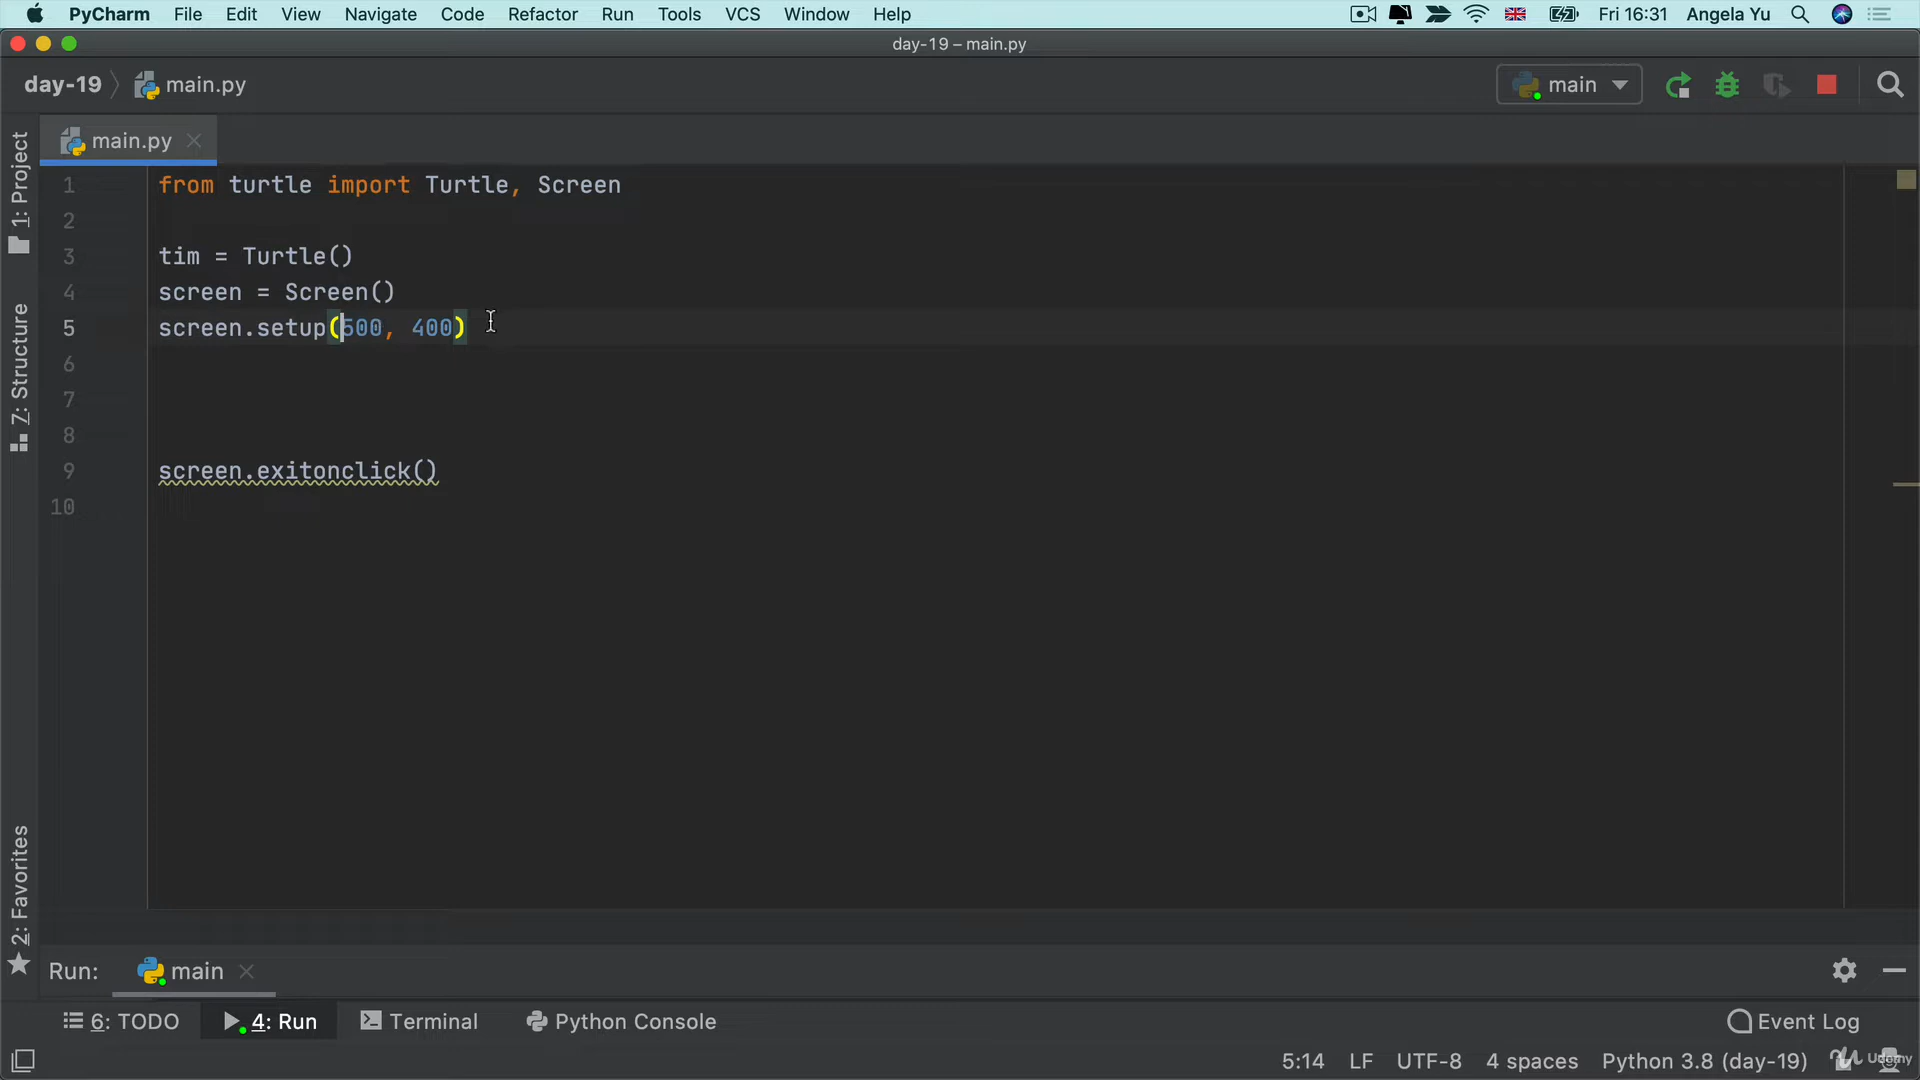 PyCharm File Edit View Navigate Code Refactor Run Tools VCS Window Help Fri 16:31 Angela Yu
day-19 – main.py
day-19 main.py main
main.py
1: Project
7: Structure
2: Favorites
1 from turtle import Turtle, Screen
2
3 tim = Turtle()
4 screen = Screen()
5 screen.setup(500, 400)
6
7
8
9 screen.exitonclick()
10
Run: main
6: TODO 4: Run Terminal Python Console Event Log
5:14 LF UTF-8 4 spaces Python 3.8 (day-19) Udemy